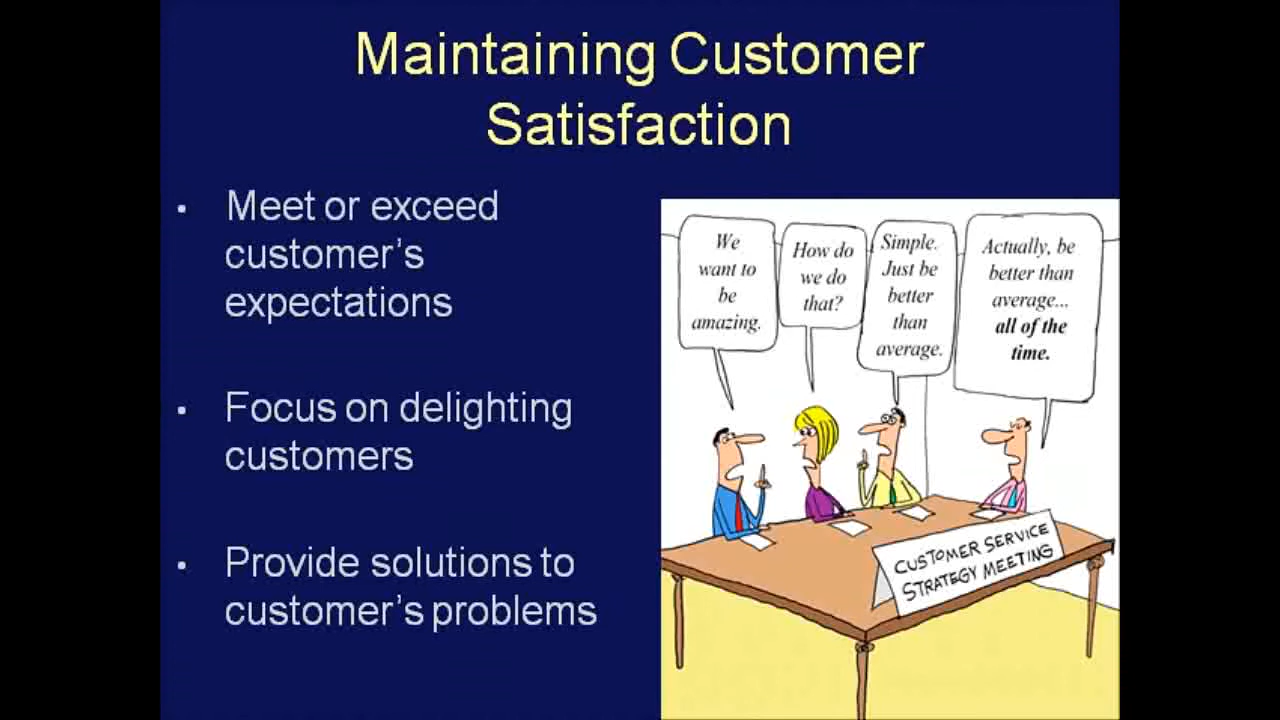 Maintaining Customer
Satisfaction
• Meet or exceed
customer's
expectations
• Focus on delighting
customers
• Provide solutions to
customer's problems
We
want to
be
amazing.
How do
we do
that?
Simple.
Just be
better
than
average.
Actually, be
better than
average...
all of the
time.
CUSTOMER SERVICE
STRATEGY MEETING